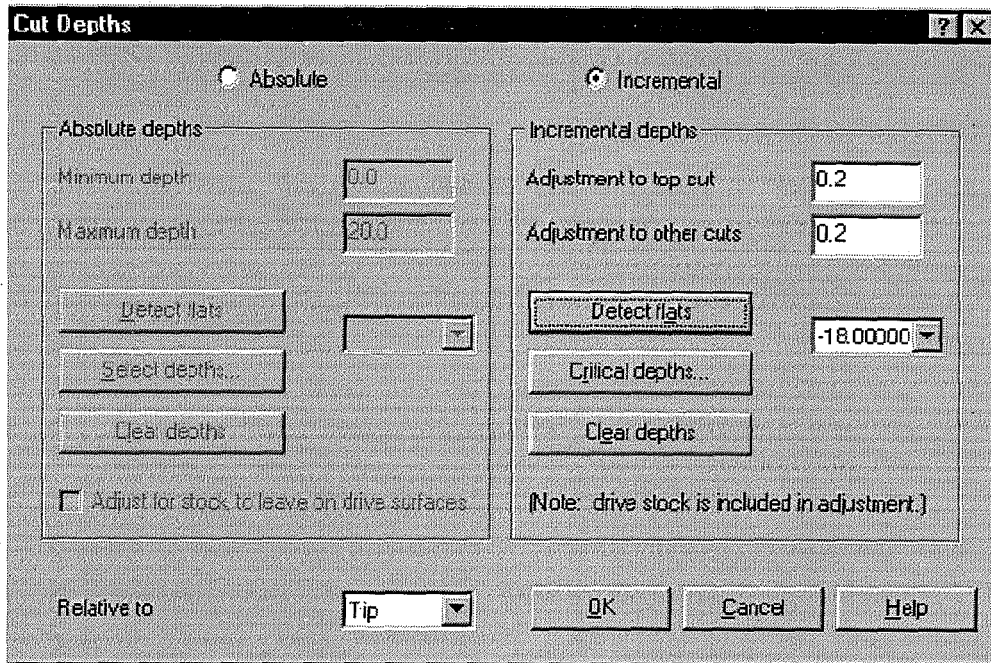 Cut Depths
? X
Absolute
Incremental
Absolute depths
Minimum depth 0.0
Maximum depth 20.0
Detect flats
Select depths...
Clear depths
Adjust for stock to leave on drive surfaces
Incremental depths
Adjustment to top cut 0.2
Adjustment to other cuts 0.2
Detect flats
-18.00000
Critical depths...
Clear depths
(Note: drive stock is included in adjustment.)
Relative to Tip
OK Cancel Help